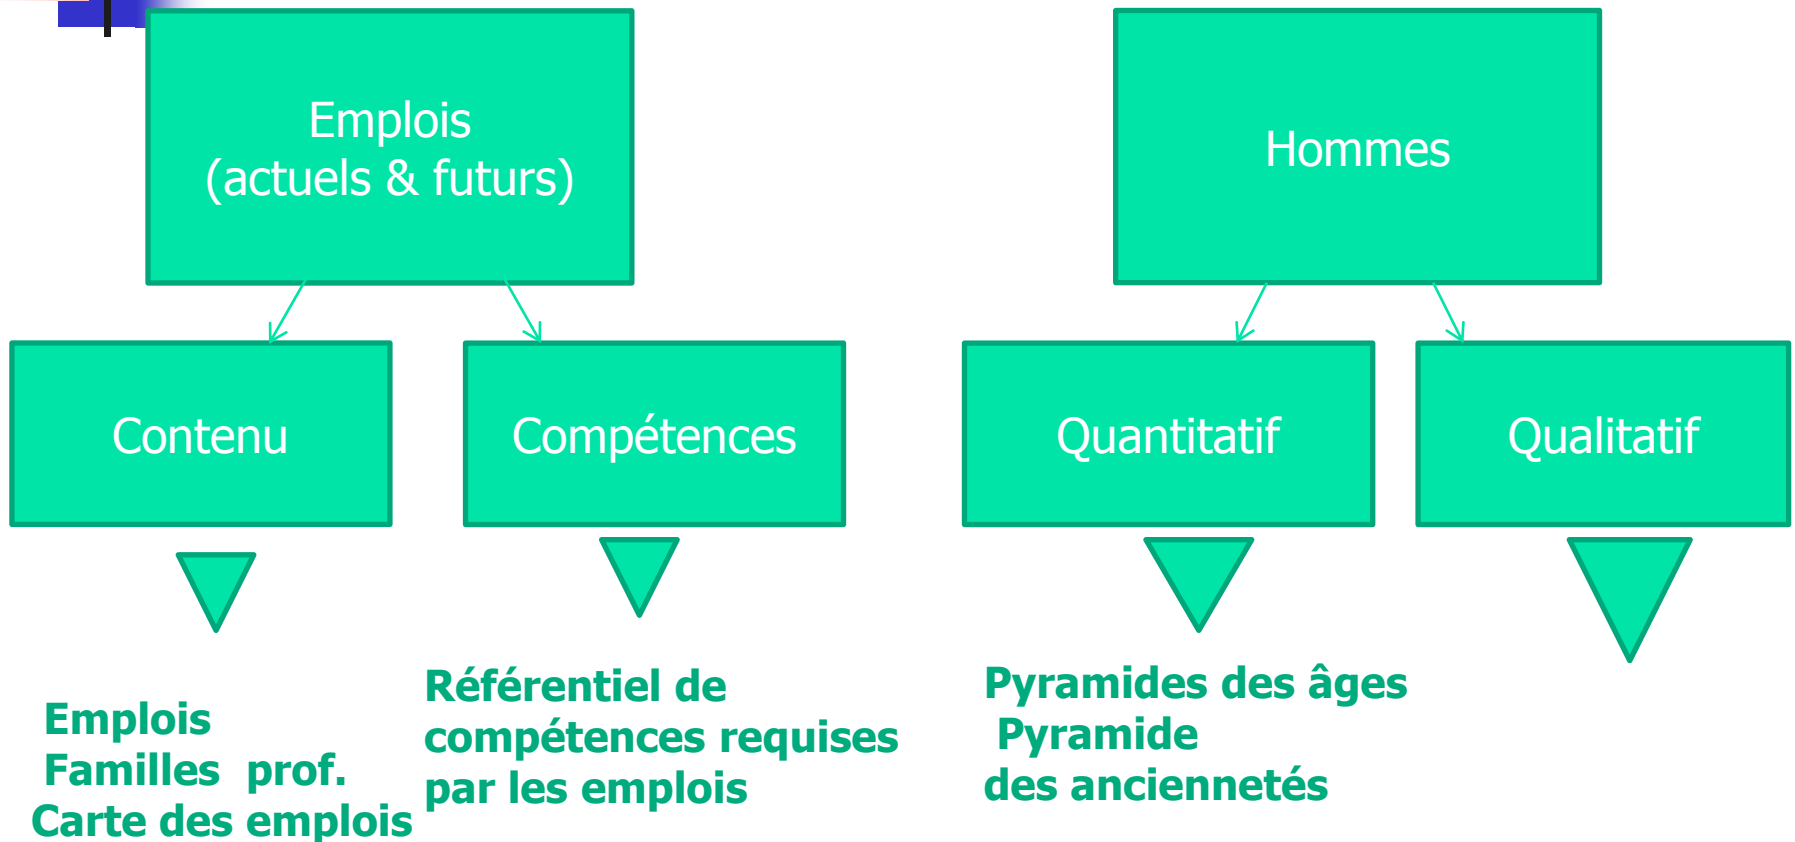 Emplois
(actuels & futurs)
Hommes
Contenu
Compétences
Quantitatif
Qualitatif
Emplois
Familles prof.
Carte des emplois
Référentiel de
compétences requises
par les emplois
Pyramides des âges
Pyramide
des anciennetés